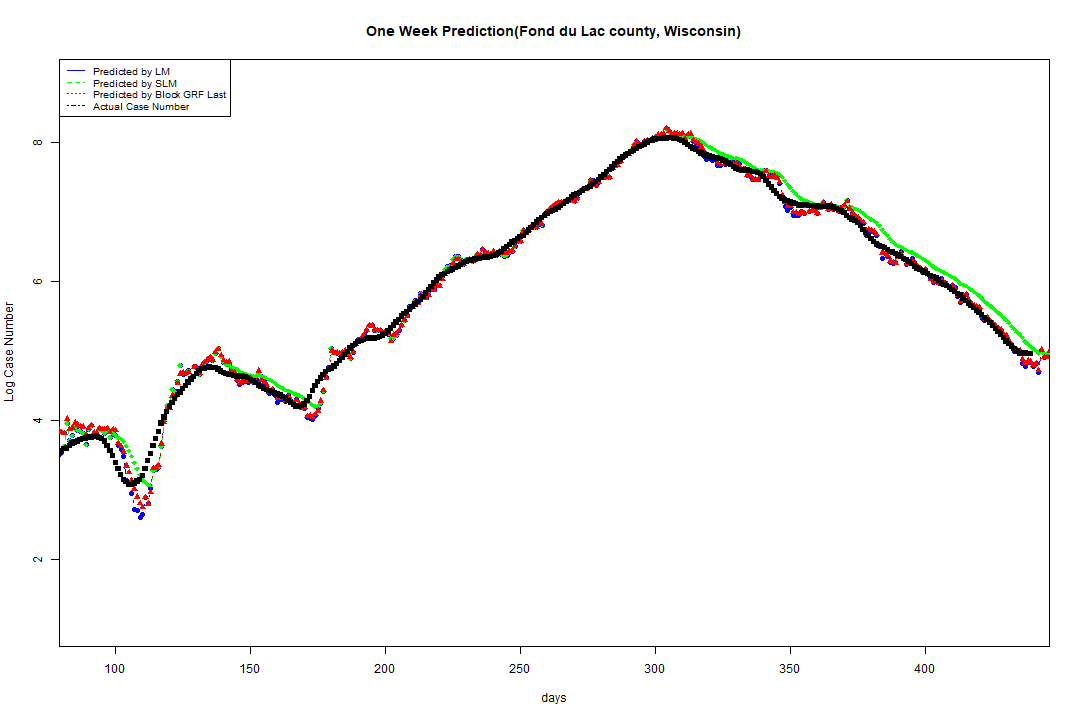 One Week Prediction(Fond du Lac county, Wisconsin)
Predicted by LM
Predicted by SLM
Predicted by Block GRF Last
Actual Case Number
8
6
4
2
Log Case Number
100 150 200 250 300 350 400
days